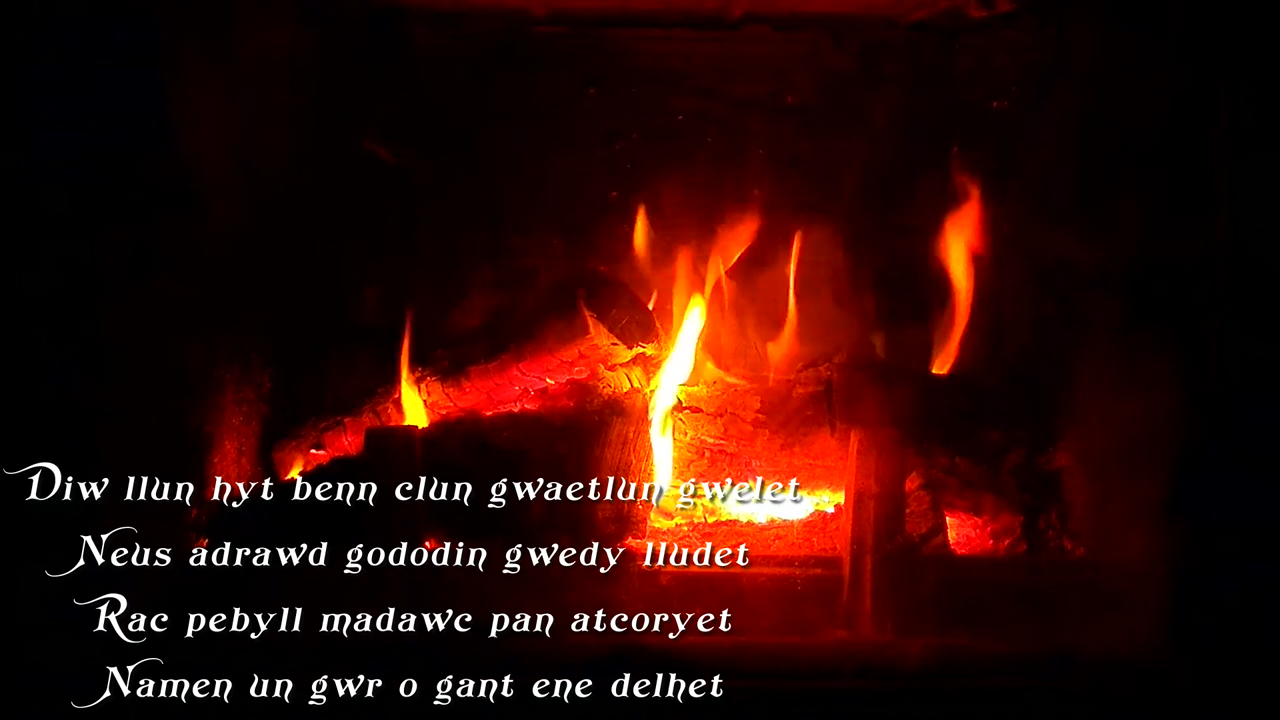 Diw llun hyt benn clun gwaetlun gwelet
Neus adrawd gododin gwedy lludet
Rac pebyll madawc pan atcoryet
Namen un gwr o gant ene delhet